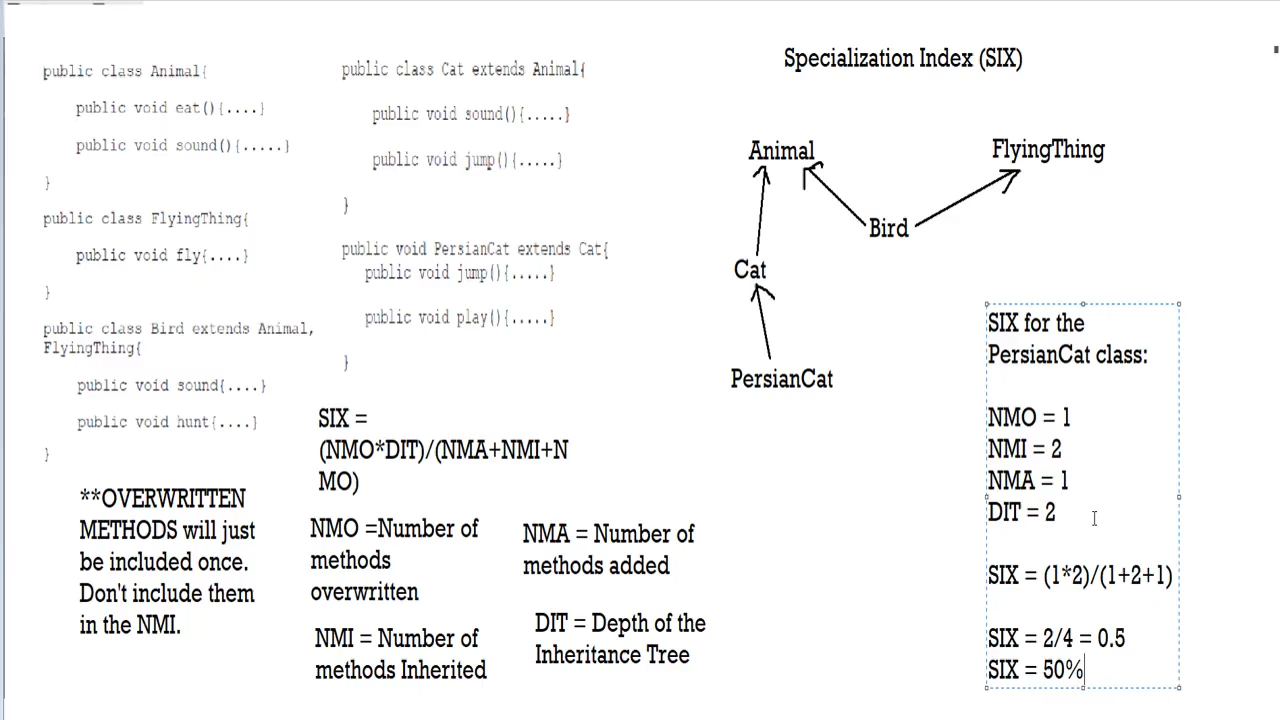 public class Animal{
public void eat(){....}
public void sound(){.....}
}
public class FlyingThing{
public void fly{....}
}
public class Bird extends Animal,
FlyingThing{
public void sound{....}
public void hunt{....}
}
public class Cat extends Animal{
public void sound(){.....}
public void jump(){.....}
}
public void PersianCat extends Cat{
public void jump(){.....}
public void play(){.....}
}
**OVERWRITTEN
METHODS will just
be included once.
Don't include them
in the NMI.
SIX =
(NMO*DIT)/(NMA+NMI+N
MO)
NMO =Number of
methods
overwritten
NMI = Number of
methods Inherited
NMA = Number of
methods added
DIT = Depth of the
Inheritance Tree
Specialization Index (SIX)
Animal
FlyingThing
Bird
Cat
PersianCat
SIX for the
PersianCat class:
NMO = 1
NMI = 2
NMA = 1
DIT = 2
SIX = (1*2)/(1+2+1)
SIX = 2/4 = 0.5
SIX = 50%